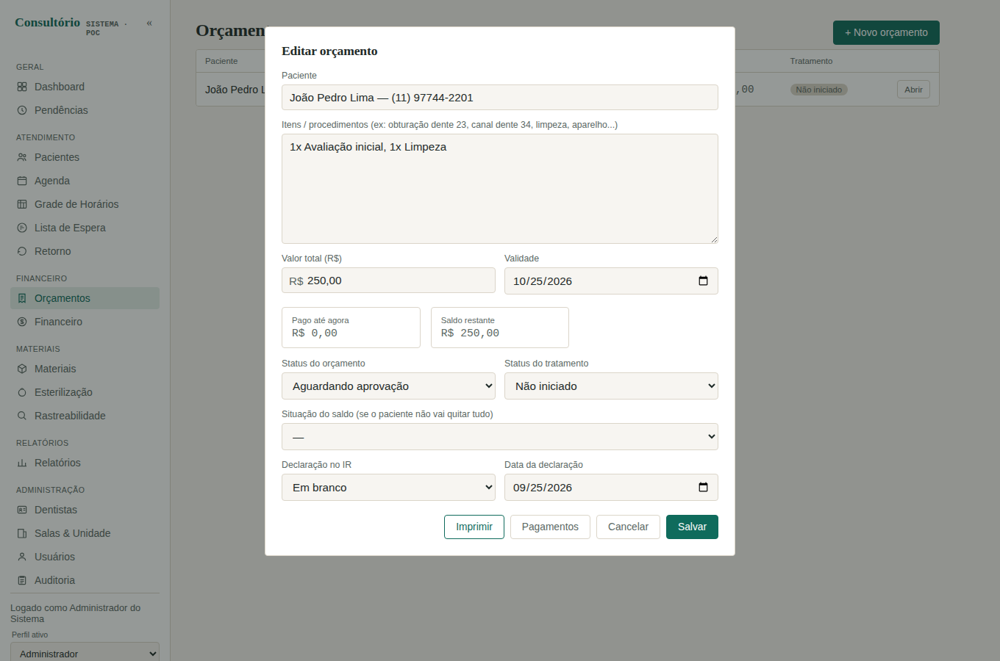 Consultório SISTEMA · POC
«
GERAL
Dashboard
Pendências
ATENDIMENTO
Pacientes
Agenda
Grade de Horários
Lista de Espera
Retorno
FINANCEIRO
Orçamentos
Financeiro
MATERIAIS
Materiais
Esterilização
Rastreabilidade
RELATÓRIOS
Relatórios
ADMINISTRAÇÃO
Dentistas
Salas & Unidade
Usuários
Auditoria
Logado como Administrador do
Sistema
Perfil ativo
Administrador
+ Novo orçamento
Paciente
Tratamento
João Pedro
,00
Não iniciado
Abrir
Editar orçamento
Paciente
João Pedro Lima — (11) 97744-2201
Itens / procedimentos (ex: obturação dente 23, canal dente 34, limpeza, aparelho...)
1x Avaliação inicial, 1x Limpeza
Valor total (R$)
Validade
R$ 250,00
10/25/2026
Pago até agora
R$ 0,00
Saldo restante
R$ 250,00
Status do orçamento
Status do tratamento
Aguardando aprovação
Não iniciado
Situação do saldo (se o paciente não vai quitar tudo)
—
Declaração no IR
Data da declaração
Em branco
09/25/2026
Imprimir
Pagamentos
Cancelar
Salvar